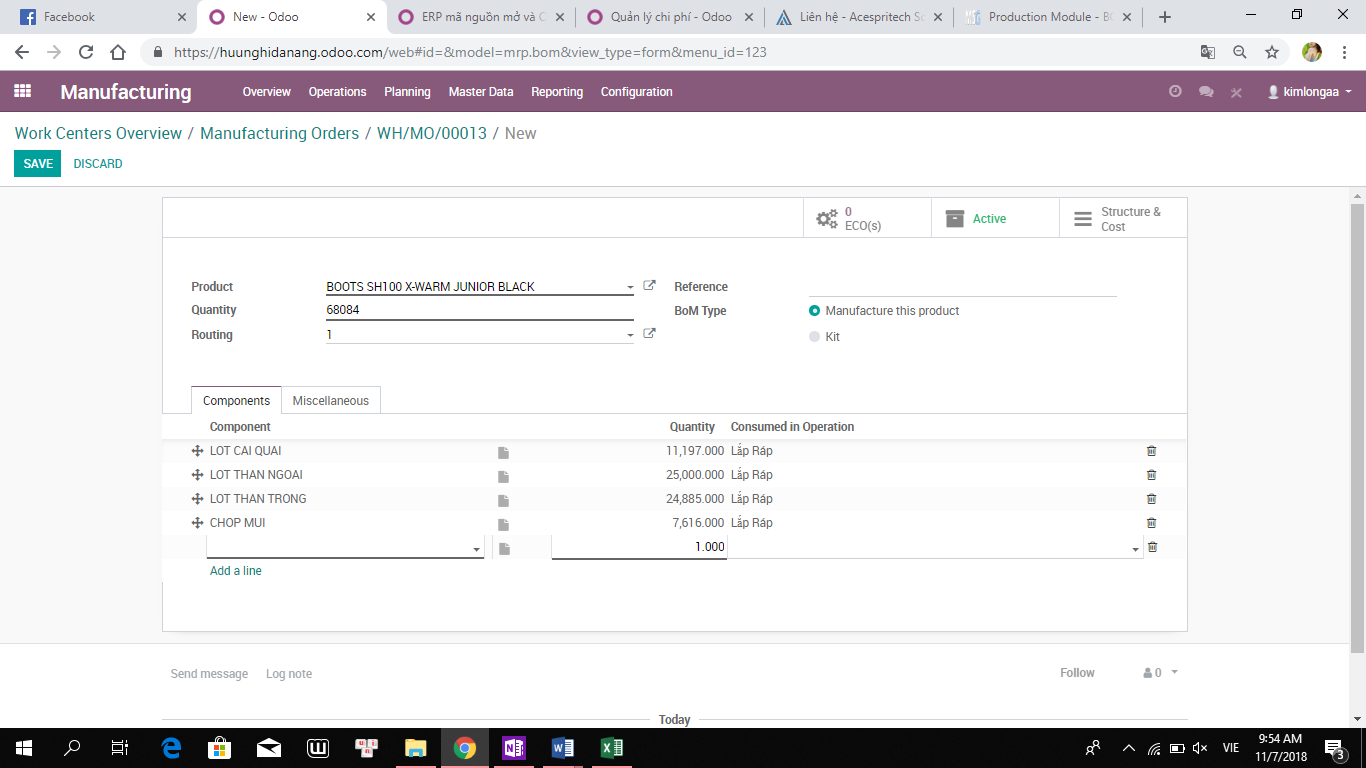 Facebook
New - Odoo
ERP mã nguồn mở và C
Quản lý chi phí - Odoo
Liên hệ - Acespritech Sc
Production Module - BO
https://huunghidanang.odoo.com/web#id=&model=mrp.bom&view_type=form&menu_id=123
Manufacturing Overview Operations Planning Master Data Reporting Configuration kimlongaa
Work Centers Overview / Manufacturing Orders / WH/MO/00013 / New
SAVE DISCARD
0
ECO(s)
Active
Structure &
Cost
Product BOOTS SH100 X-WARM JUNIOR BLACK
Quantity 68084
Routing 1
Reference
BoM Type Manufacture this product
Kit
Components Miscellaneous
Component Quantity Consumed in Operation
LOT CAI QUAI 11,197.000 Lắp Ráp
LOT THAN NGOAI 25,000.000 Lắp Ráp
LOT THAN TRONG 24,885.000 Lắp Ráp
CHOP MUI 7,616.000 Lắp Ráp
1.000
Add a line
Send message Log note Follow 0
Today
VIE
9:54 AM
11/7/2018
3